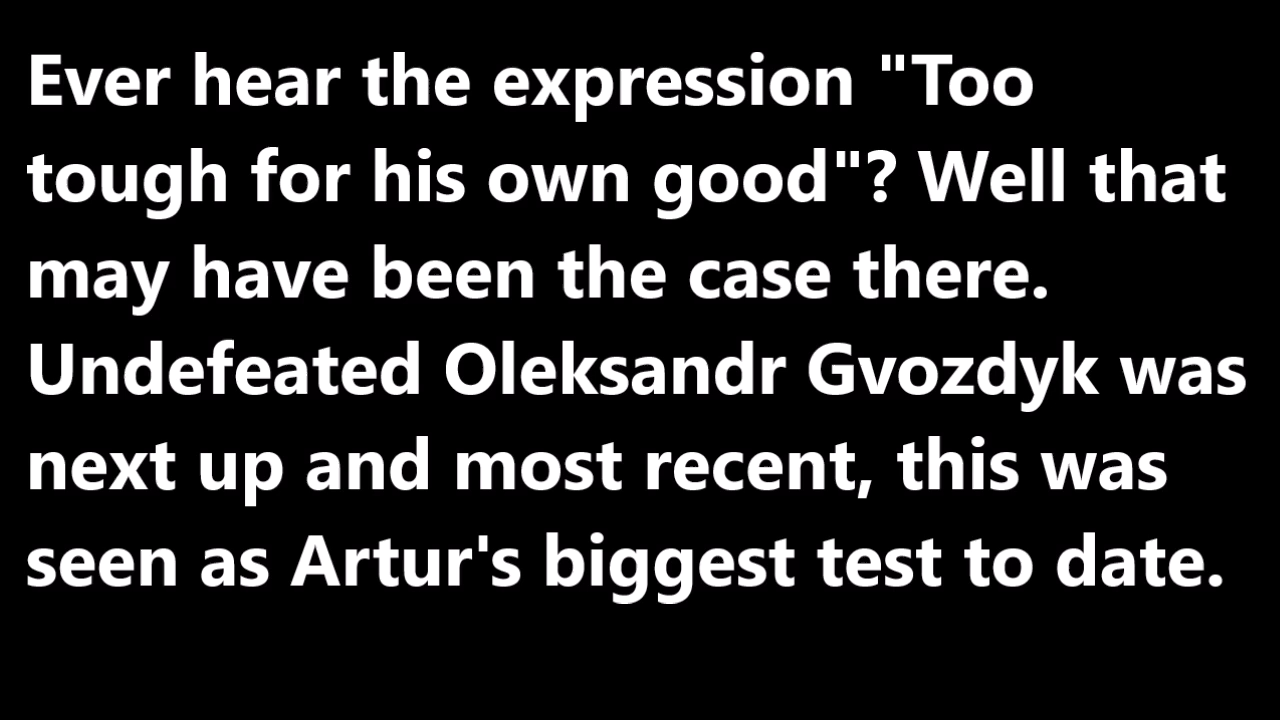 Ever hear the expression "Too
tough for his own good"? Well that
may have been the case there.
Undefeated Oleksandr Gvozdyk was
next up and most recent, this was
seen as Artur's biggest test to date.